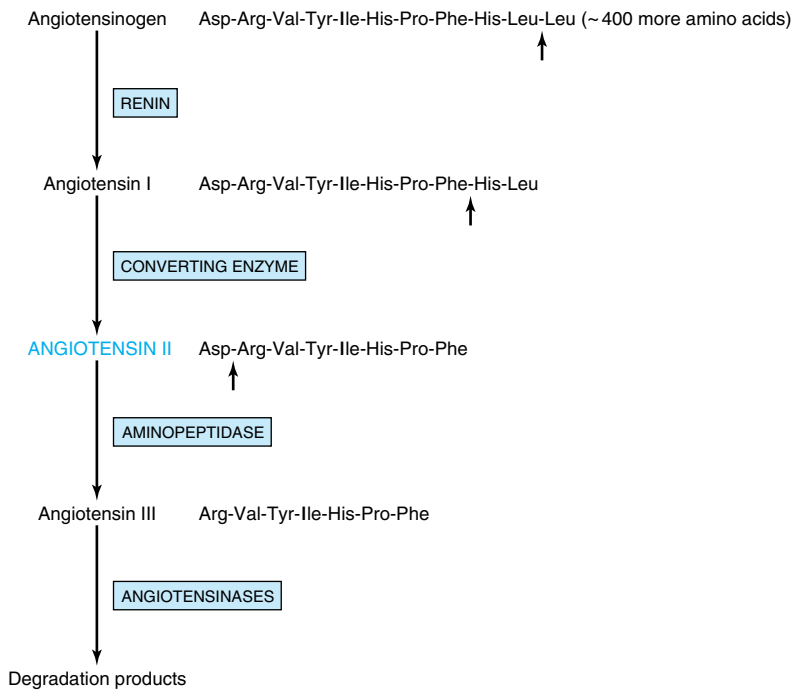 Angiotensinogen Asp-Arg-Val-Tyr-Ile-His-Pro-Phe-His-Leu-Leu (~400 more amino acids)
RENIN
Angiotensin I Asp-Arg-Val-Tyr-Ile-His-Pro-Phe-His-Leu
CONVERTING ENZYME
ANGIOTENSIN II Asp-Arg-Val-Tyr-Ile-His-Pro-Phe
AMINOPEPTIDASE
Angiotensin III Arg-Val-Tyr-Ile-His-Pro-Phe
ANGIOTENSINASES
Degradation products